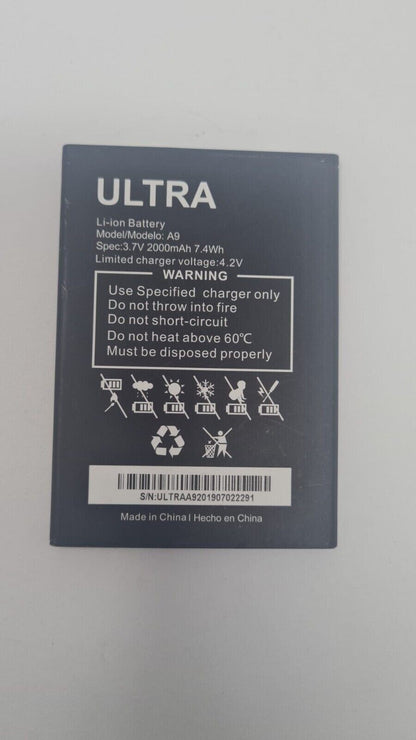 ULTRA
Li-ion Battery
Model/Modelo: A9
Spec:3.7V 2000mAh 7.4Wh
Limited charger voltage:4.2V
WARNING
Use Specified charger only
Do not throw into fire
Do not short-circuit
Do not heat above 60℃
Must be disposed properly
S/N:ULTRAA9201907022291
Made in China I Hecho en China